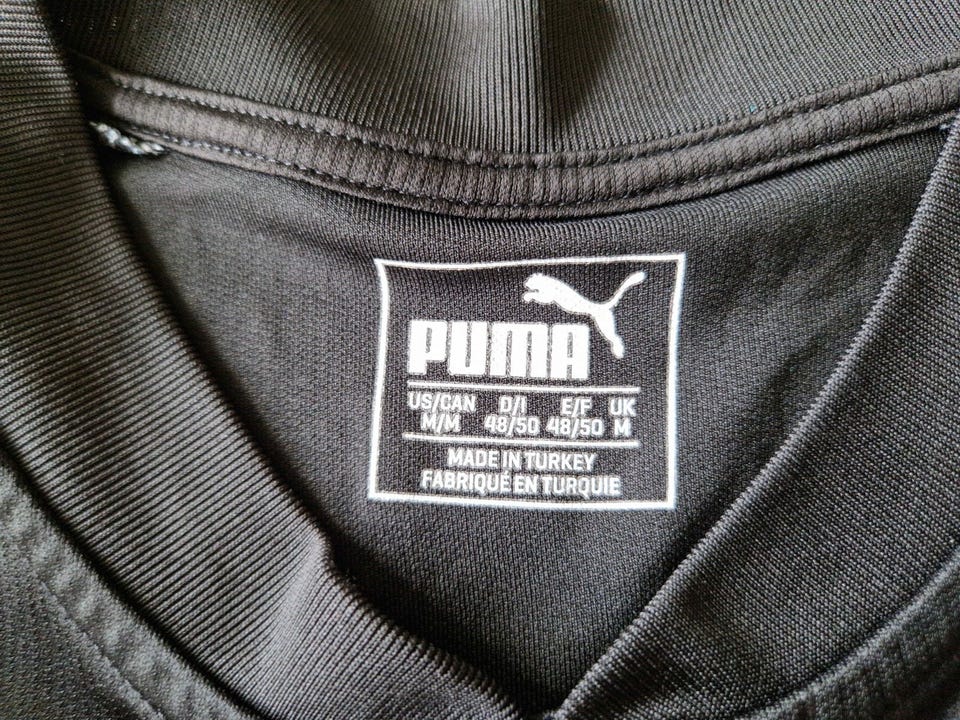 PUMA
US/CAN D/I E/F UK
M/M 48/50 48/50 M
MADE IN TURKEY
FABRIQUÉ EN TURQUIE